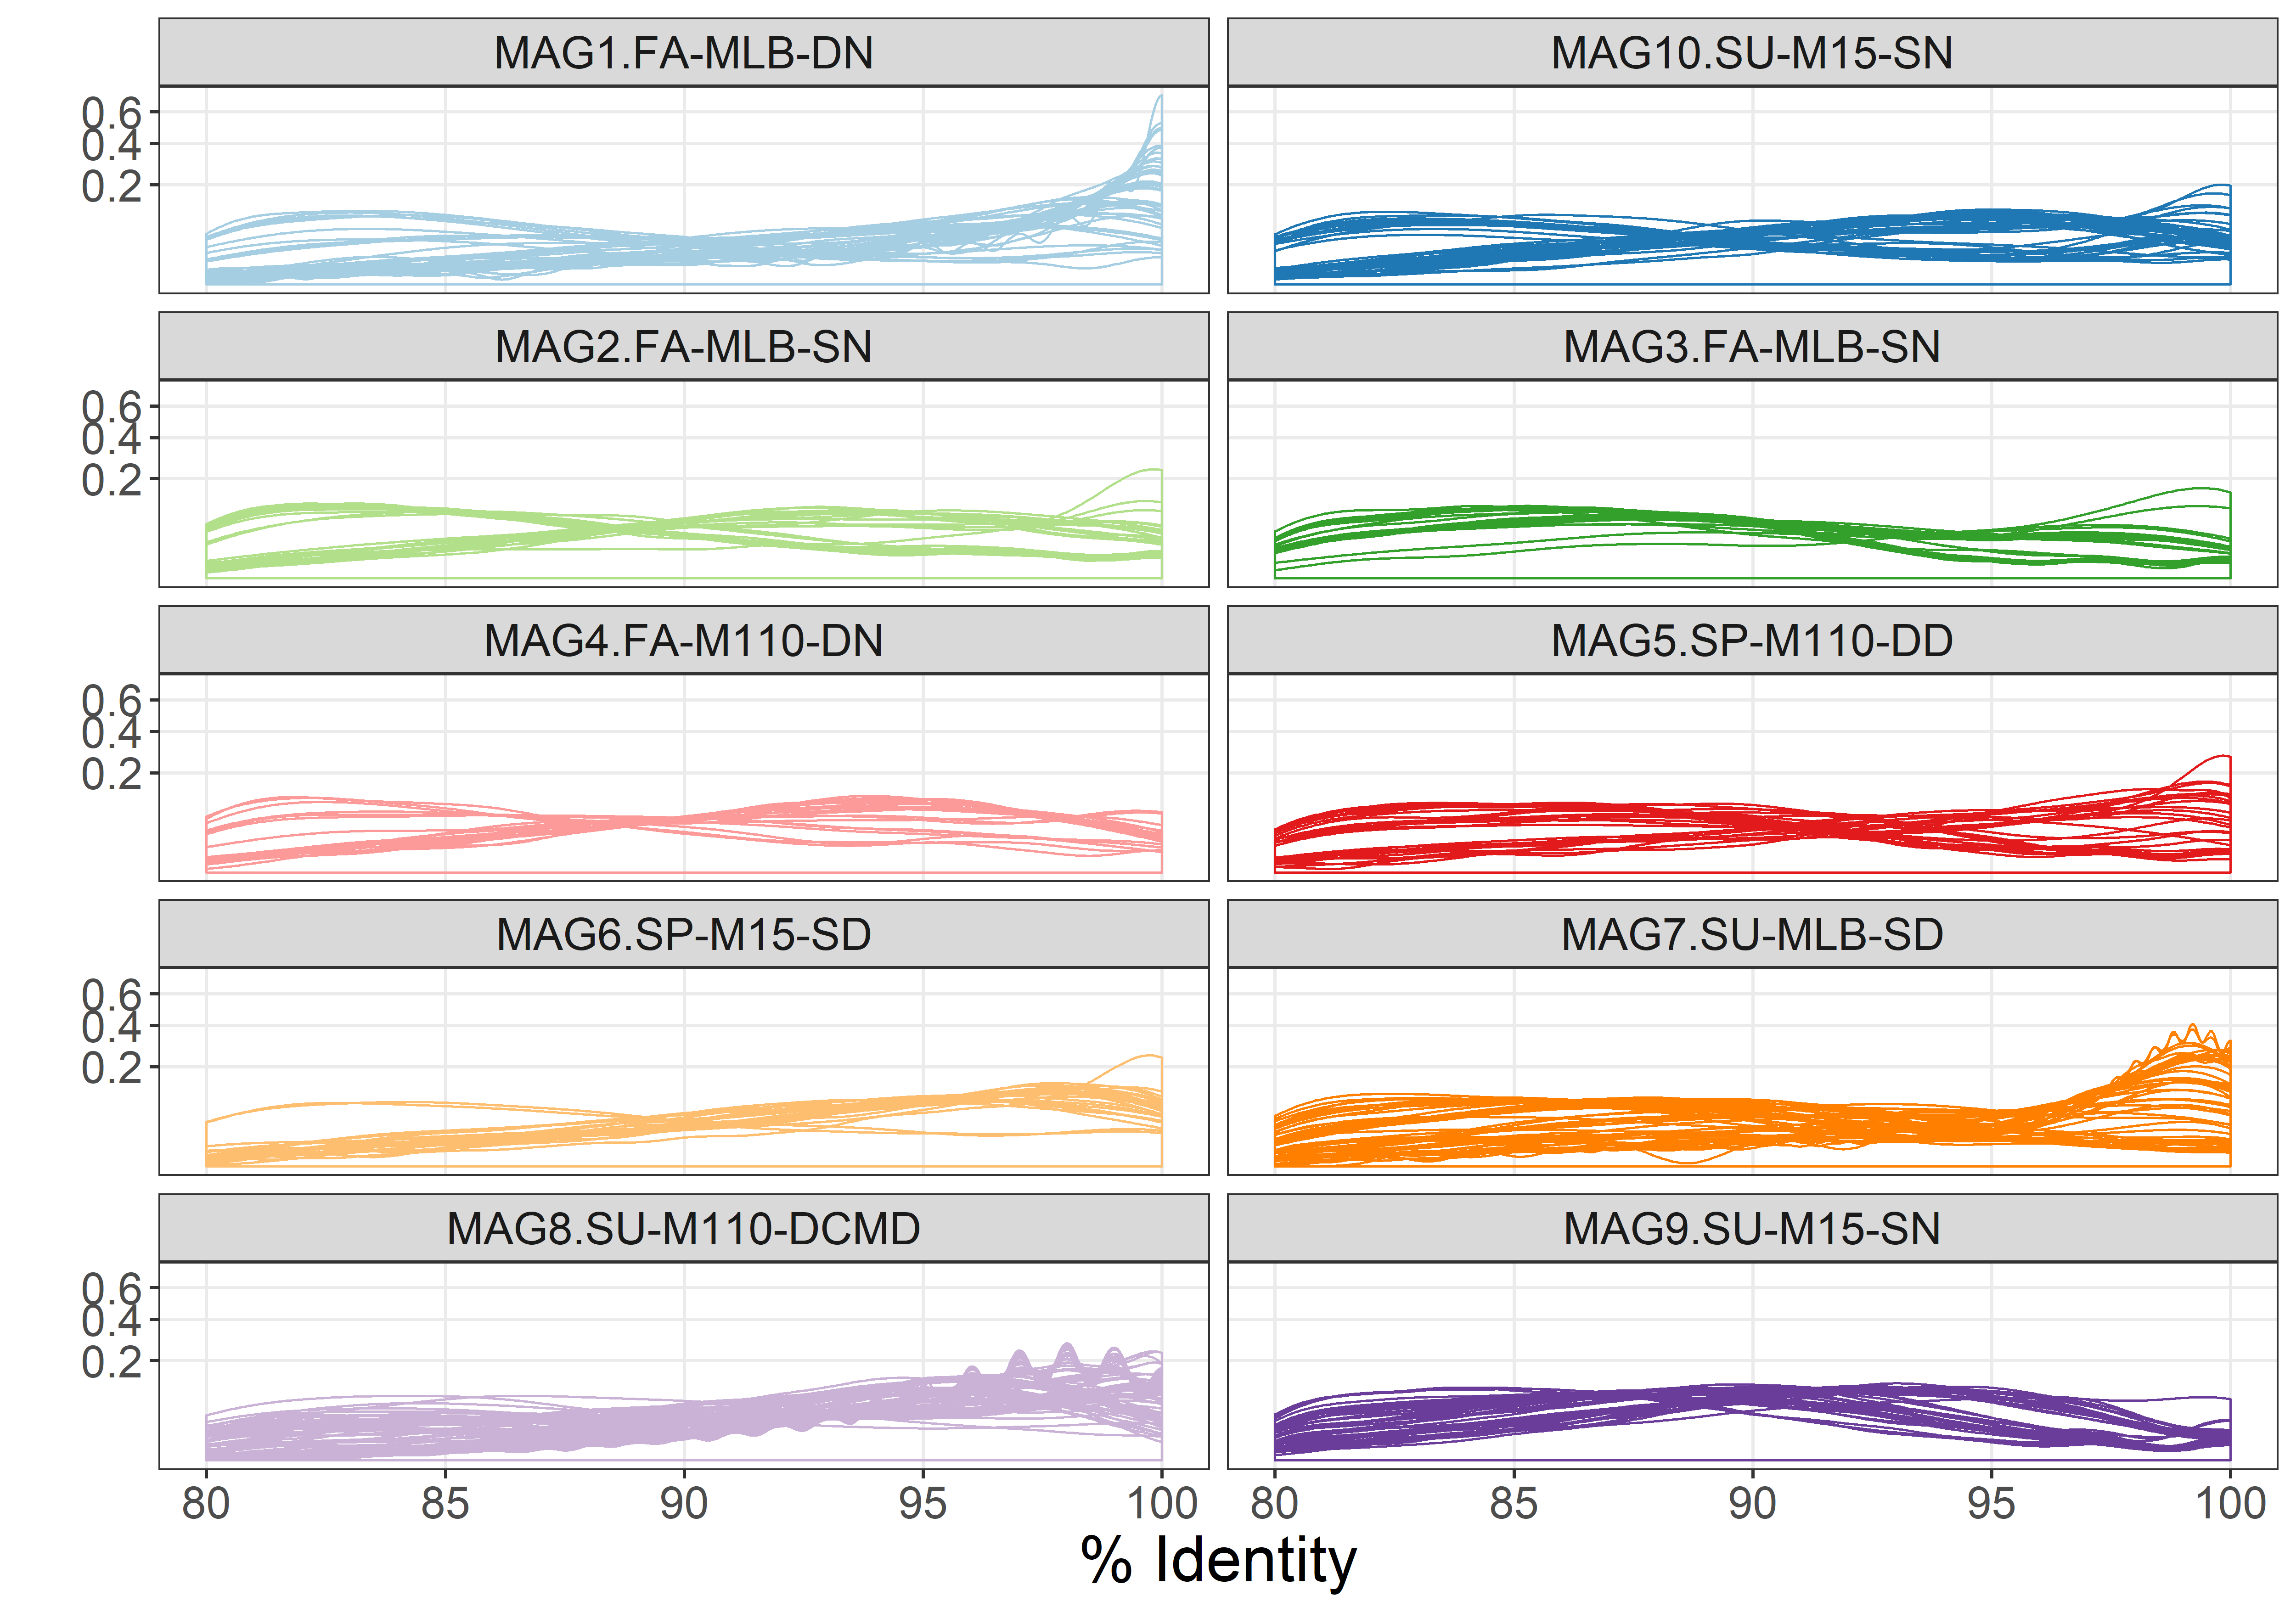 MAG1.FA-MLB-DN MAG10.SU-M15-SN
0.6
0.4
0.2
MAG2.FA-MLB-SN MAG3.FA-MLB-SN
0.6
0.4
0.2
MAG4.FA-M110-DN MAG5.SP-M110-DD
0.6
0.4
0.2
MAG6.SP-M15-SD MAG7.SU-MLB-SD
0.6
0.4
0.2
MAG8.SU-M110-DCMD MAG9.SU-M15-SN
0.6
0.4
0.2
80 85 90 95 100 80 85 90 95 100
% Identity